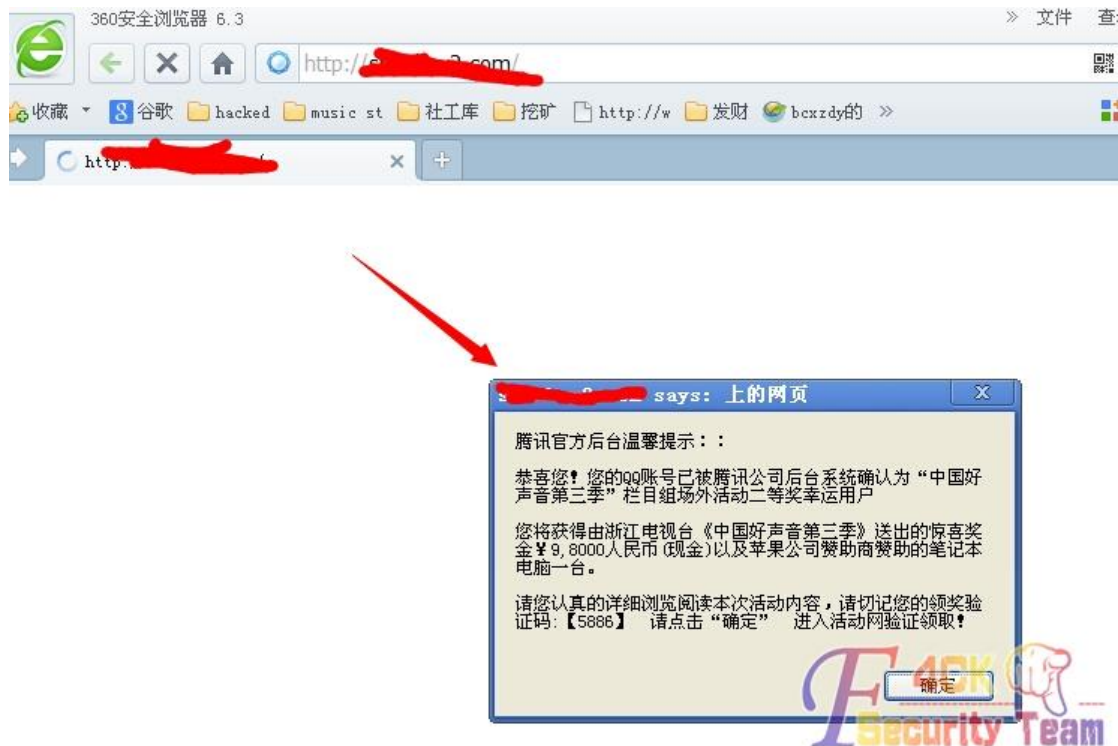 360安全浏览器 6.3
» 文件 查
http://
com/
收藏 谷歌 hacked music st 社工库 挖矿 http://w 发财 bcxzdy的 »
http:
says: 上的网页
腾讯官方后台温馨提示：:
恭喜您！您的QQ账号已被腾讯公司后台系统确认为“中国好
声音第三季”栏目组场外活动二等奖幸运用户
您将获得由浙江电视台《中国好声音第三季》送出的惊喜奖
金￥9,8000人民币(现金)以及苹果公司赞助商赞助的笔记本
电脑一台。
请您认真的详细浏览阅读本次活动内容，请切记您的领奖验
证码:【5886】 请点击“确定” 进入活动网验证领取！
确定
F4CK
Security Team